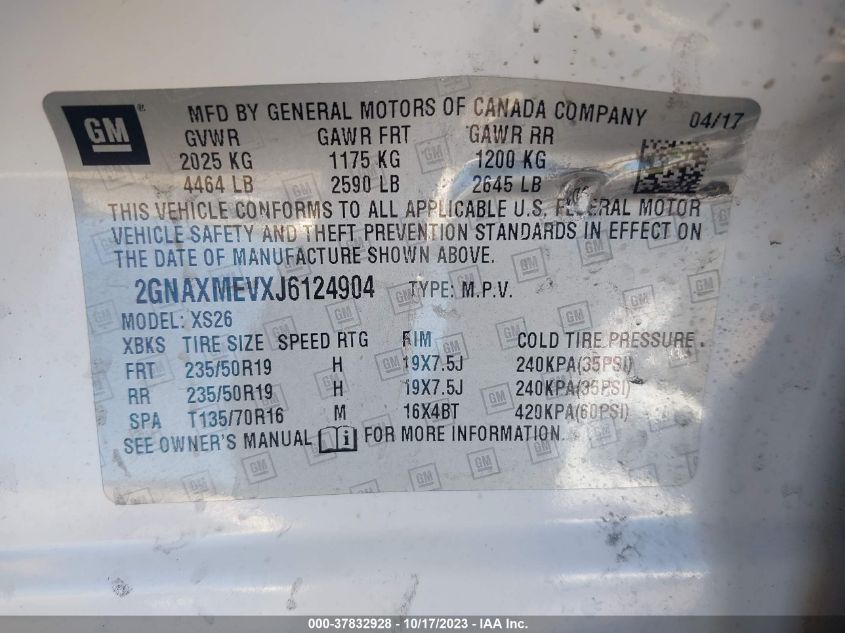 GM ® MFD BY GENERAL MOTORS OF CANADA COMPANY 04/17
GVWR GAWR FRT GAWR RR
2025 KG 1175 KG 1200 KG
4464 LB 2590 LB 2645 LB
THIS VEHICLE CONFORMS TO ALL APPLICABLE U.S. FEDERAL MOTOR
VEHICLE SAFETY AND THEFT PREVENTION STANDARDS IN EFFECT ON
THE DATE OF MANUFACTURE SHOWN ABOVE.
2GNAXMEVXJ6124904 TYPE: M.P.V.
MODEL: XS26
XBKS TIRE SIZE SPEED RTG RIM COLD TIRE PRESSURE
FRT 235/50R19 H 19X7.5J 240KPA(35PSI)
RR 235/50R19 H 19X7.5J 240KPA(35PSI)
SPA T135/70R16 M 16X4BT 420KPA(60PSI)
SEE OWNER'S MANUAL FOR MORE INFORMATION.
000-37832928 - 10/17/2023 - IAA Inc.